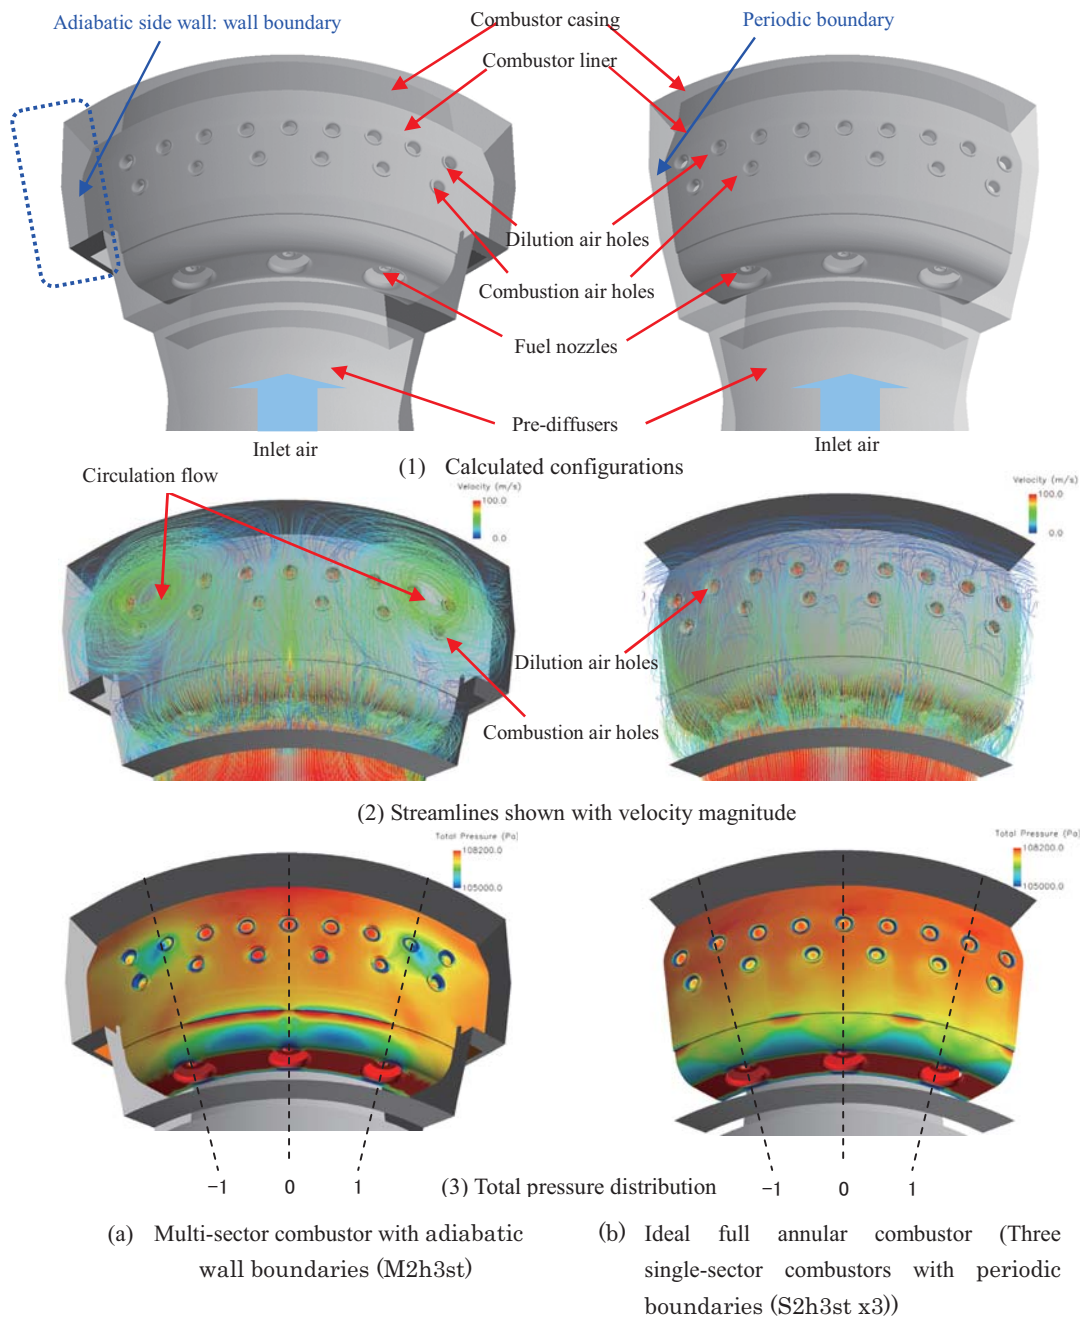 Adiabatic side wall: wall boundary
Combustor casing
Periodic boundary
Combustor liner
Dilution air holes
Combustion air holes
Fuel nozzles
Pre-diffusers
Inlet air
Inlet air
(1) Calculated configurations
Circulation flow
Velocity (m/s)
100.0
0.0
Velocity (m/s)
100.0
0.0
Dilution air holes
Combustion air holes
(2) Streamlines shown with velocity magnitude
Total Pressure (Pa)
108200.0
105000.0
Total Pressure (Pa)
108200.0
105000.0
-1 0 1
(3) Total pressure distribution
-1 0 1
(a) Multi-sector combustor with adiabatic
wall boundaries (M2h3st)
(b) Ideal full annular combustor (Three
single-sector combustors with periodic
boundaries (S2h3st x3))